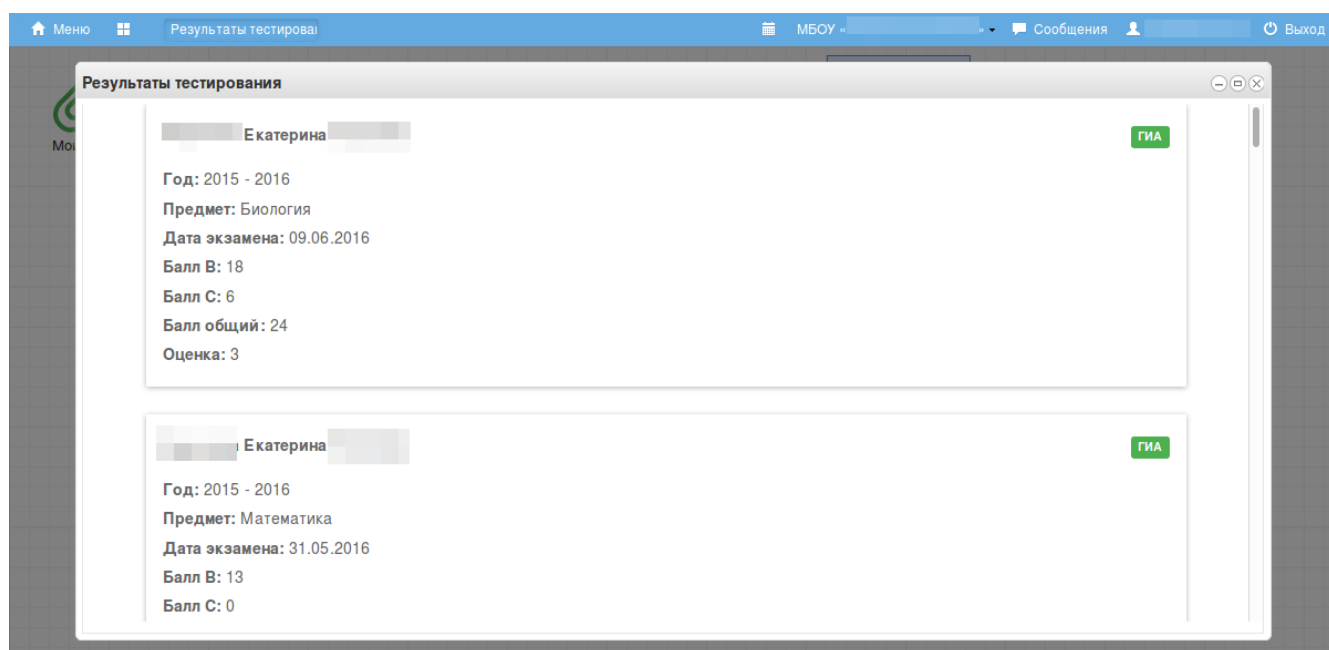 Меню Результаты тестировал МБОУ « » Сообщения Выход
Результаты тестирования
Екатерина ГИА
Год: 2015 - 2016
Предмет: Биология
Дата экзамена: 09.06.2016
Балл B: 18
Балл C: 6
Балл общий: 24
Оценка: 3
Екатерина ГИА
Год: 2015 - 2016
Предмет: Математика
Дата экзамена: 31.05.2016
Балл B: 13
Балл C: 0